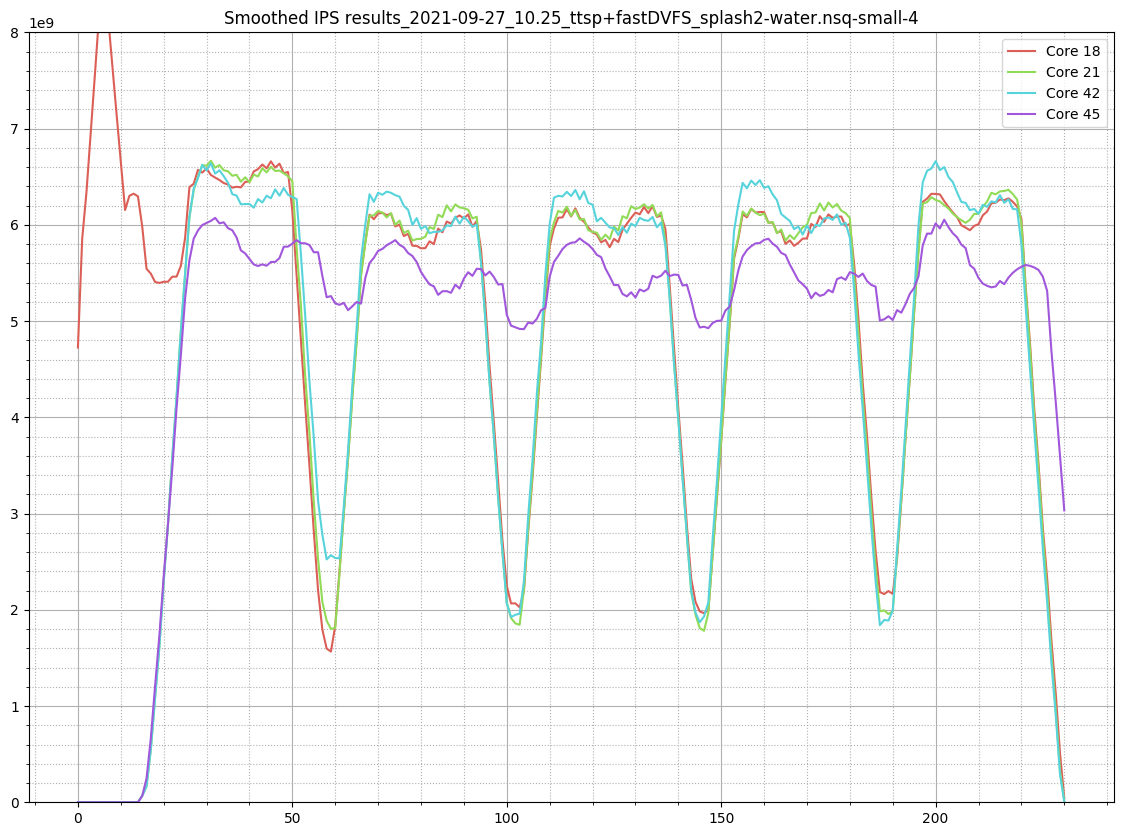 Smoothed IPS results_2021-09-27_10.25_ttsp+fastDVFS_splash2-water.nsq-small-4
1e9
Core 18
Core 21
Core 42
Core 45
8
7
6
5
4
3
2
1
0
0 50 100 150 200